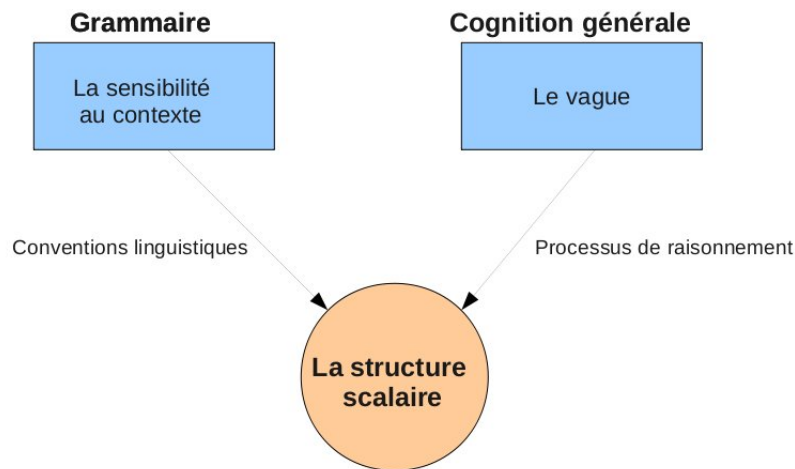 Grammaire
Cognition générale
La sensibilité
au contexte
Le vague
Conventions linguistiques
Processus de raisonnement
La structure
scalaire